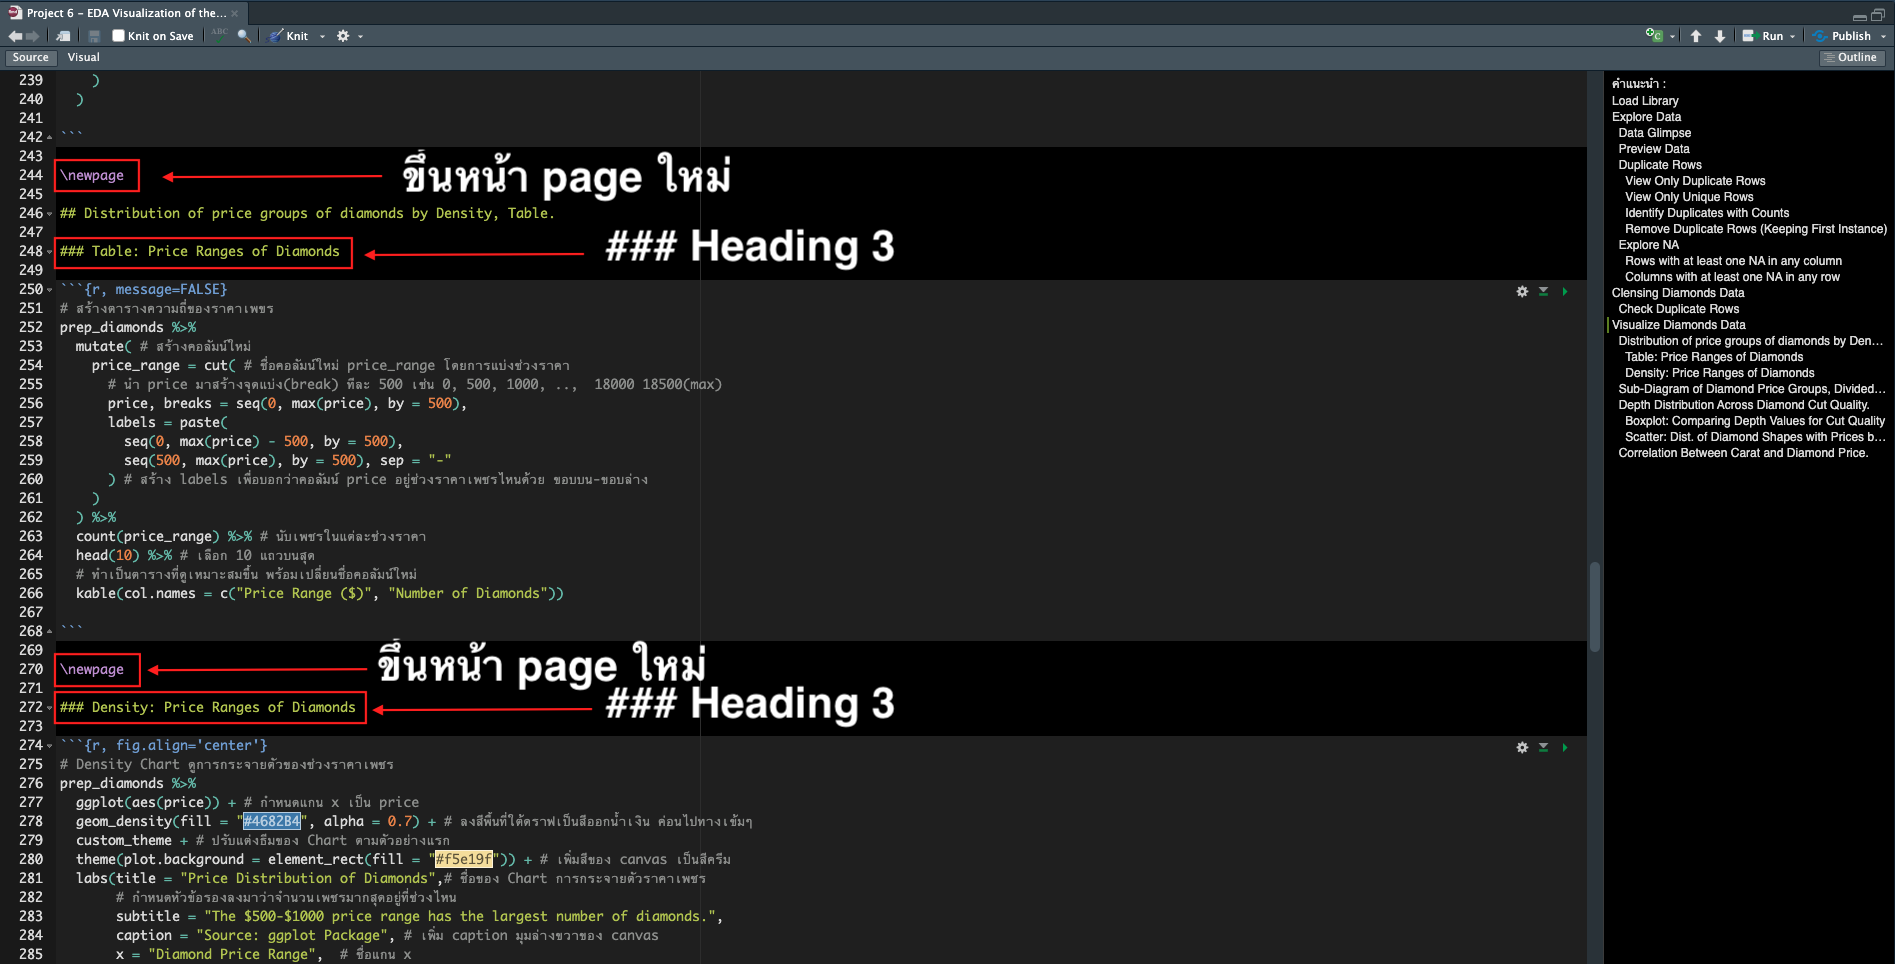 Project 6 – EDA Visualization of the...
Knit on Save
ABC
Knit
Run
Publish
Source
Visual
Outline
239     )
240   )
241
242 ```
243
244 \newpage
ขึ้นหน้า page ใหม่
245
246 ## Distribution of price groups of diamonds by Density, Table.
247
248 ### Table: Price Ranges of Diamonds
### Heading 3
249
250 ```{r, message=FALSE}
251 # สร้างตารางความถี่ของราคาเพชร
252 prep_diamonds %>%
253   mutate( # สร้างคอลัมน์ใหม่
254     price_range = cut( # ชื่อคอลัมน์ใหม่ price_range โดยการแบ่งช่วงราคา
255       # นำ price มาสร้างจุดแบ่ง(break) ทีละ 500 เช่น 0, 500, 1000, ..,  18000 18500(max)
256       price, breaks = seq(0, max(price), by = 500),
257       labels = paste(
258         seq(0, max(price) - 500, by = 500),
259         seq(500, max(price), by = 500), sep = "-"
260       ) # สร้าง labels เพื่อบอกว่าคอลัมน์ price อยู่ช่วงราคาเพชรไหนด้วย ขอบบน-ขอบล่าง
261     )
262   ) %>%
263   count(price_range) %>% # นับเพชรในแต่ละช่วงราคา
264   head(10) %>% # เลือก 10 แถวบนสุด
265   # ทำเป็นตารางที่ดูเหมาะสมขึ้น พร้อมเปลี่ยนชื่อคอลัมน์ใหม่
266   kable(col.names = c("Price Range ($)", "Number of Diamonds"))
267
268 ```
269
270 \newpage
ขึ้นหน้า page ใหม่
271
272 ### Density: Price Ranges of Diamonds
### Heading 3
273
274 ```{r, fig.align='center'}
275 # Density Chart ดูการกระจายตัวของช่วงราคาเพชร
276 prep_diamonds %>%
277   ggplot(aes(price)) + # กำหนดแกน x เป็น price
278   geom_density(fill = "#4682B4", alpha = 0.7) + # ลงสีพื้นที่ใต้กราฟเป็นสีออกน้ำเงิน ค่อนไปทางเข้มๆ
279   custom_theme + # ปรับแต่งธีมของ Chart ตามตัวอย่างแรก
280   theme(plot.background = element_rect(fill = "#f5e19f")) + # เพิ่มสีของ canvas เป็นสีครีม
281   labs(title = "Price Distribution of Diamonds",# ชื่อของ Chart การกระจายตัวราคาเพชร
282        # กำหนดหัวข้อรองลงมาว่าจำนวนเพชรมากสุดอยู่ที่ช่วงไหน
283        subtitle = "The $500-$1000 price range has the largest number of diamonds.",
284        caption = "Source: ggplot Package", # เพิ่ม caption มุมล่างขวาของ canvas
285        x = "Diamond Price Range",  # ชื่อแกน x
คำแนะนำ :
Load Library
Explore Data
Data Glimpse
Preview Data
Duplicate Rows
View Only Duplicate Rows
View Only Unique Rows
Identify Duplicates with Counts
Remove Duplicate Rows (Keeping First Instance)
Explore NA
Rows with at least one NA in any column
Columns with at least one NA in any row
Clensing Diamonds Data
Check Duplicate Rows
Visualize Diamonds Data
Distribution of price groups of diamonds by Den...
Table: Price Ranges of Diamonds
Density: Price Ranges of Diamonds
Sub-Diagram of Diamond Price Groups, Divided...
Depth Distribution Across Diamond Cut Quality.
Boxplot: Comparing Depth Values for Cut Quality
Scatter: Dist. of Diamond Shapes with Prices b...
Correlation Between Carat and Diamond Price.